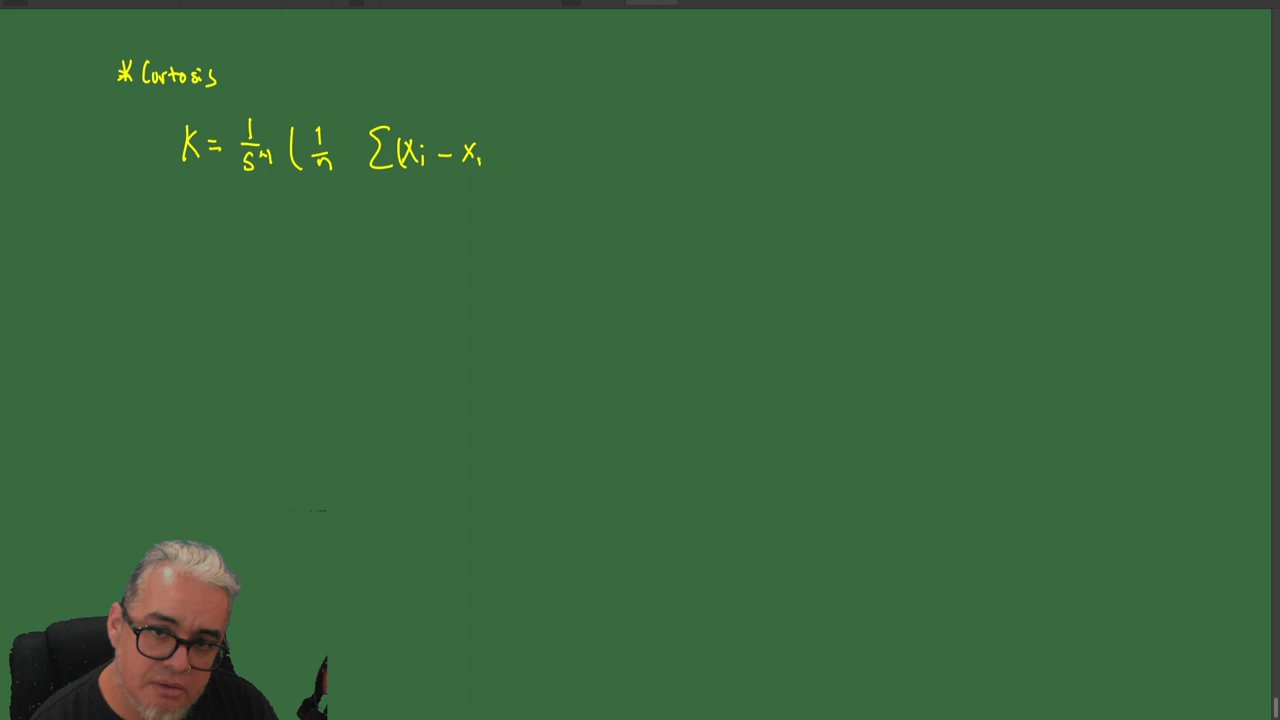 * Curtosis
K = 1/s⁴ ( 1/n Σ(xi - x